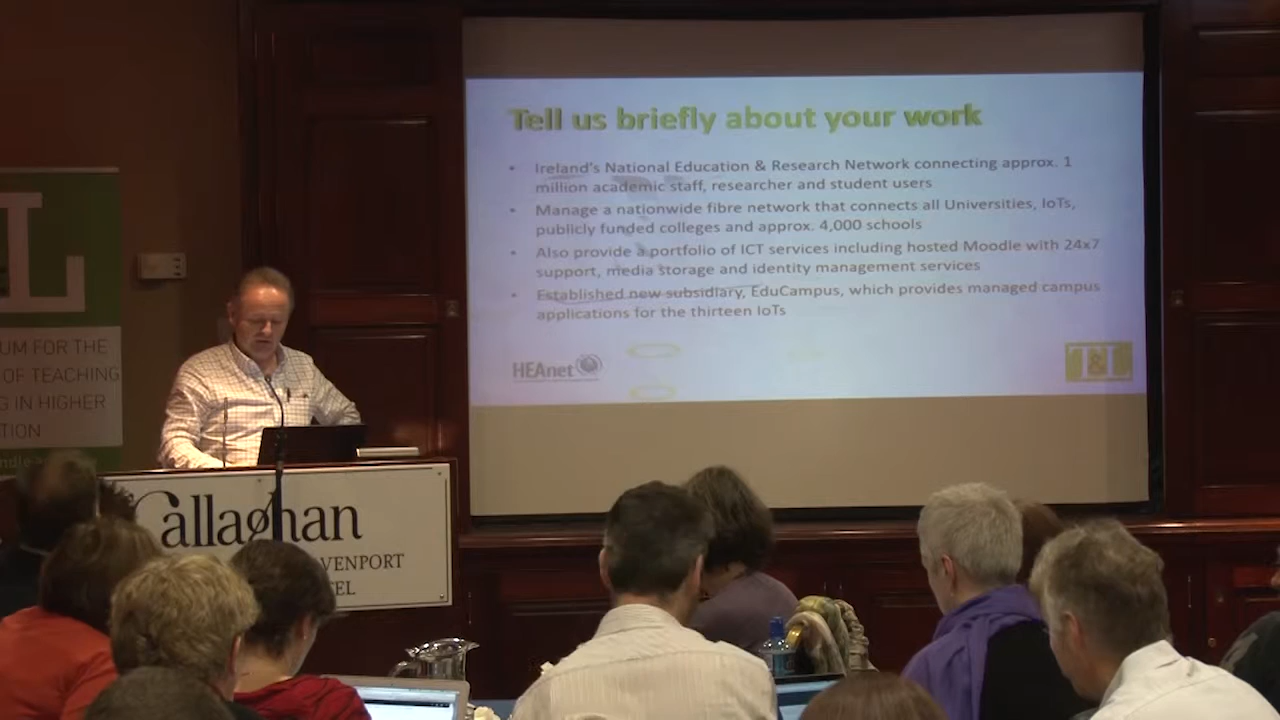 Tell us briefly about your work
• Ireland's National Education & Research Network connecting approx. 1
million academic staff, researcher and student users
• Manage a nationwide fibre network that connects all Universities, IoTs,
publicly funded colleges and approx. 4,000 schools
• Also provide a portfolio of ICT services including hosted Moodle with 24x7
support, media storage and identity management services
• Established new subsidiary, EduCampus, which provides managed campus
applications for the thirteen IoTs
HEAnet
T&L
L
UM FOR THE
OF TEACHING
G IN HIGHER
TION
ndle
Callaghan
VENPORT
EL